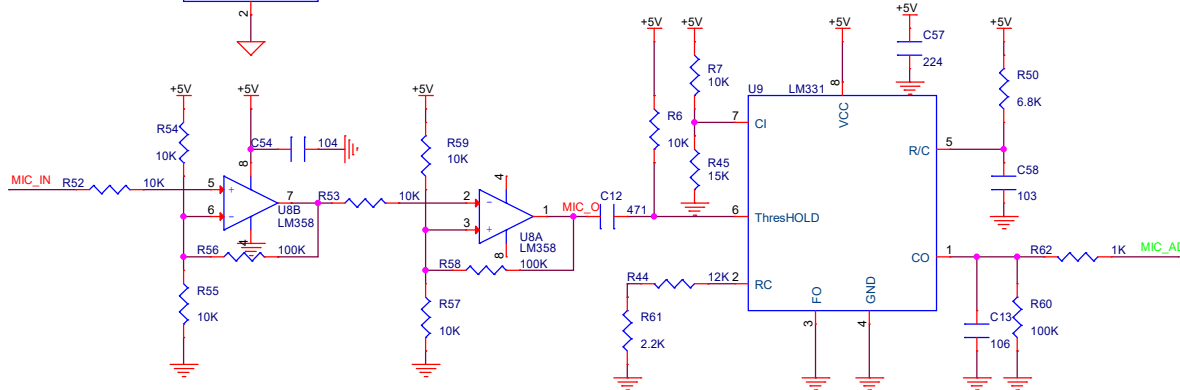 2
+5V
+5V
+5V
+5V
+5V
C57
224
R7
10K
U9
LM331
8
VCC
R50
6.8K
+5V
+5V
+5V
R54
10K
C54
104
8
R59
10K
R6
10K
7
CI
R45
15K
R/C
5
C58
103
MIC_IN
R52
10K
5
+
6
−
7
U8B
LM358
4
R53
10K
4
2
−
3
+
1
U8A
LM358
8
MIC_O
C12
471
6
ThresHOLD
R56
100K
R58
100K
R55
10K
R57
10K
R44
12K
2
RC
R61
2.2K
FO
3
GND
4
CO
1
R62
1K
C13
106
R60
100K